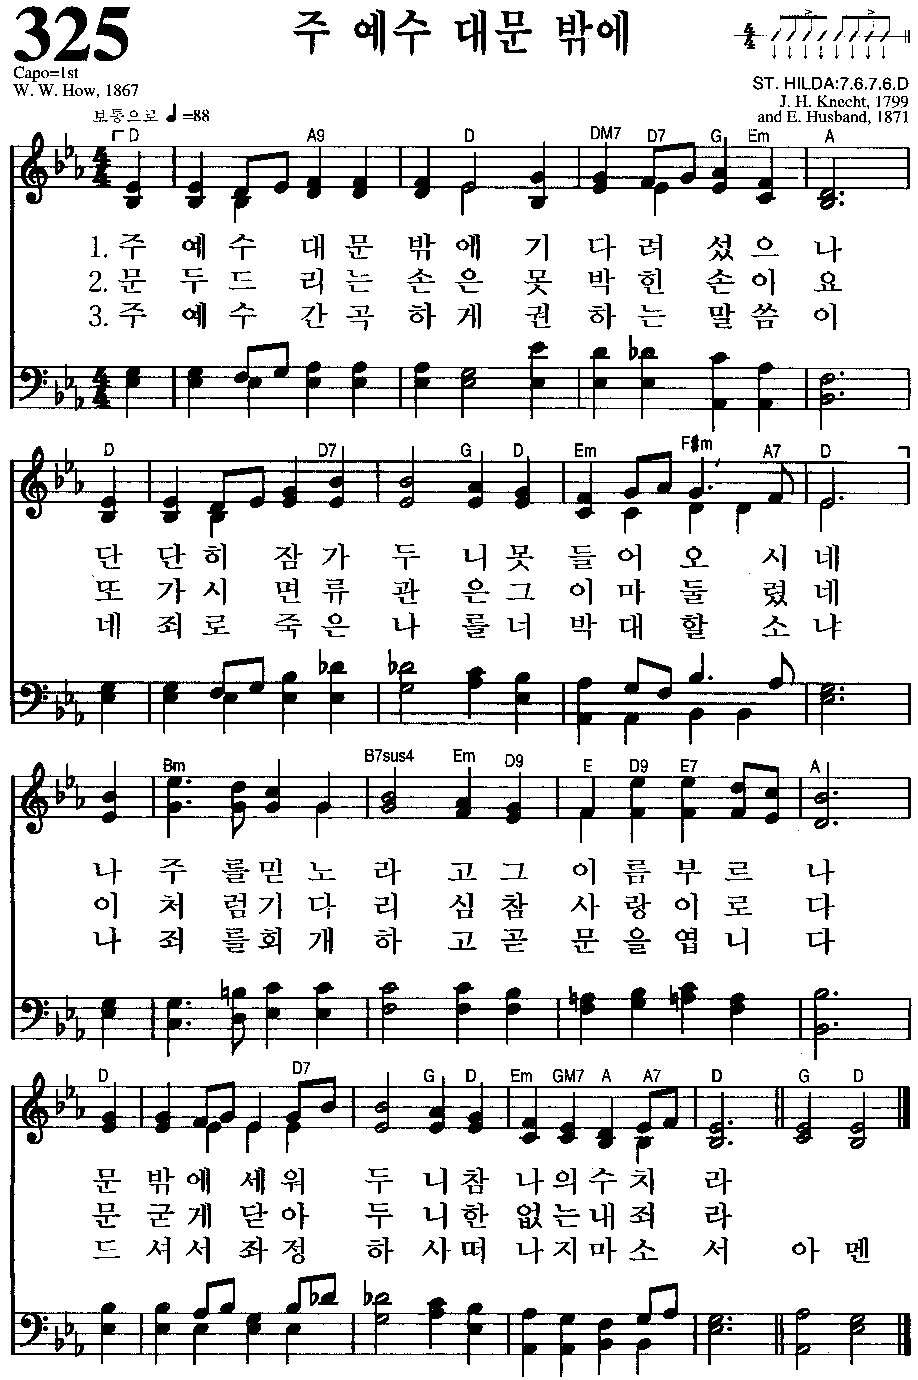 325
주 예수 대문 밖에
Capo=1st
W. W. How, 1867
ST. HILDA:7.6.7.6.D
J. H. Knecht, 1799
and E. Husband, 1871
보통으로 ♩=88
D A9 D DM7 D7 G Em A
1. 주 예 수 대 문 밖 에 기 다 려 섰 으 나
2. 문 두 드 리 는 손 은 못 박 힌 손 이 요
3. 주 예 수 간 곡 하 게 권 하 는 말 씀 이
D D7 G D Em F#m A7 D
단 단 히 잠 가 두 니 못 들 어 오 시 네
또 가 시 면 류 관 은 그 이 마 둘 렸 네
네 죄 로 죽 은 나 를 너 박 대 할 소 냐
Bm B7sus4 Em D9 E D9 E7 A
나 주 를 믿 노 라 고 그 이 름 부 르 나
이 처 럼 기 다 리 심 참 사 랑 이 로 다
나 죄 를 회 개 하 고 곧 문 을 엽 니 다
D D7 G D Em GM7 A A7 D G D
문 밖 에 세 워 두 니 참 나 의 수 치 라
문 굳 게 닫 아 두 니 한 없 는 내 죄 라
드 셔 서 좌 정 하 사 떠 나 지 마 소 서 아 멘